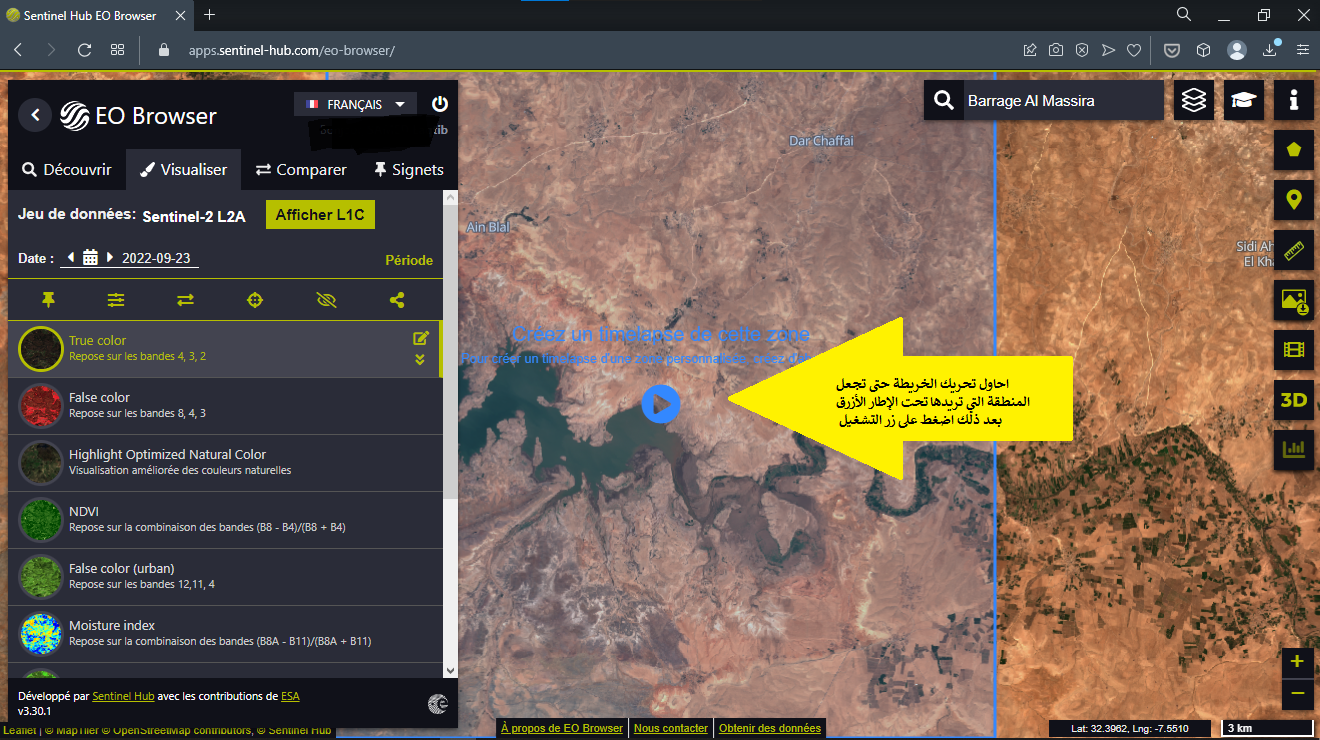 Sentinel Hub EO Browser
apps.sentinel-hub.com/eo-browser/
EO Browser
FRANÇAIS
Découvrir
Visualiser
Comparer
Signets
Jeu de données: Sentinel-2 L2A
Afficher L1C
Date : 2022-09-23
Période
True color
Repose sur les bandes 4, 3, 2
False color
Repose sur les bandes 8, 4, 3
Highlight Optimized Natural Color
Visualisation améliorée des couleurs naturelles
NDVI
Repose sur la combinaison des bandes (B8 - B4)/(B8 + B4)
False color (urban)
Repose sur les bandes 12,11, 4
Moisture index
Repose sur la combinaison des bandes (B8A - B11)/(B8A + B11)
Développé par Sentinel Hub avec les contributions de ESA
v3.30.1
Leaflet | © MapTiler © OpenStreetMap contributors, © Sentinel Hub
Barrage Al Massira
Dar Chaffai
Ain Blal
Sidi Ah
El Kha
Créez un timelapse de cette zone
Pour créer un timelapse d'une zone personnalisée, créez d'ab
احاول تحريك الخريطة حتى تجعل
المنطقة التي تريدها تحت الإطار الأزرق
بعد ذلك اضغط على زر التشغيل
3D
+
−
À propos de EO Browser
Nous contacter
Obtenir des données
Lat: 32.3962, Lng: -7.5510
3 km